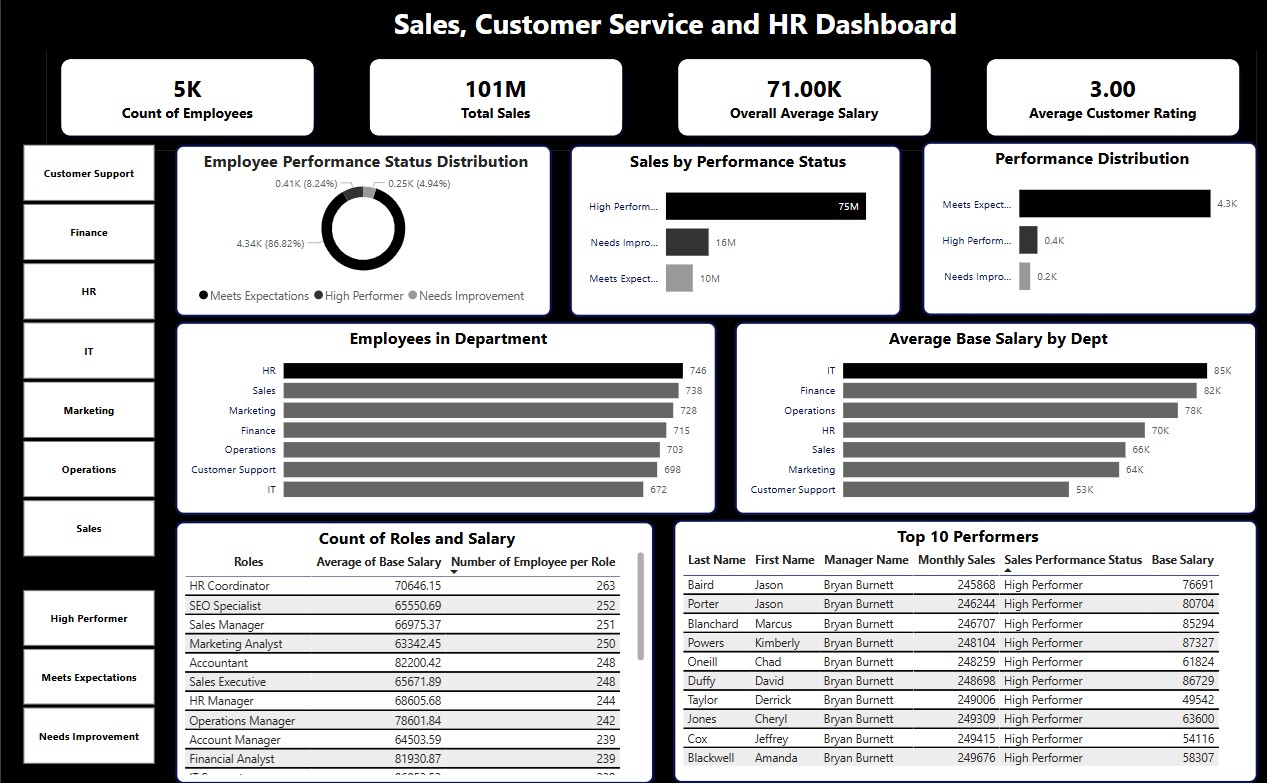 Sales, Customer Service and HR Dashboard
5K
Count of Employees
101M
Total Sales
71.00K
Overall Average Salary
3.00
Average Customer Rating
Customer Support
Finance
HR
IT
Marketing
Operations
Sales
High Performer
Meets Expectations
Needs Improvement
Employee Performance Status Distribution
0.41K (8.24%)
0.25K (4.94%)
4.34K (86.82%)
Meets Expectations High Performer Needs Improvement
Sales by Performance Status
High Perform... 75M
Needs Impro... 16M
Meets Expect... 10M
Performance Distribution
Meets Expect... 4.3K
High Perform... 0.4K
Needs Impro... 0.2K
Employees in Department
HR 746
Sales 738
Marketing 728
Finance 715
Operations 703
Customer Support 698
IT 672
Average Base Salary by Dept
IT 85K
Finance 82K
Operations 78K
HR 70K
Sales 66K
Marketing 64K
Customer Support 53K
Count of Roles and Salary
Roles Average of Base Salary Number of Employee per Role
HR Coordinator 70646.15 263
SEO Specialist 65550.69 252
Sales Manager 66975.37 251
Marketing Analyst 63342.45 250
Accountant 82200.42 248
Sales Executive 65671.89 248
HR Manager 68605.68 244
Operations Manager 78601.84 242
Account Manager 64503.59 239
Financial Analyst 81930.87 239
Top 10 Performers
Last Name First Name Manager Name Monthly Sales Sales Performance Status Base Salary
Baird Jason Bryan Burnett 245868 High Performer 76691
Porter Jason Bryan Burnett 246244 High Performer 80704
Blanchard Marcus Bryan Burnett 246707 High Performer 85294
Powers Kimberly Bryan Burnett 248104 High Performer 87327
Oneill Chad Bryan Burnett 248259 High Performer 61824
Duffy David Bryan Burnett 248698 High Performer 86729
Taylor Derrick Bryan Burnett 249006 High Performer 49542
Jones Cheryl Bryan Burnett 249309 High Performer 63600
Cox Jeffrey Bryan Burnett 249415 High Performer 54116
Blackwell Amanda Bryan Burnett 249676 High Performer 58307